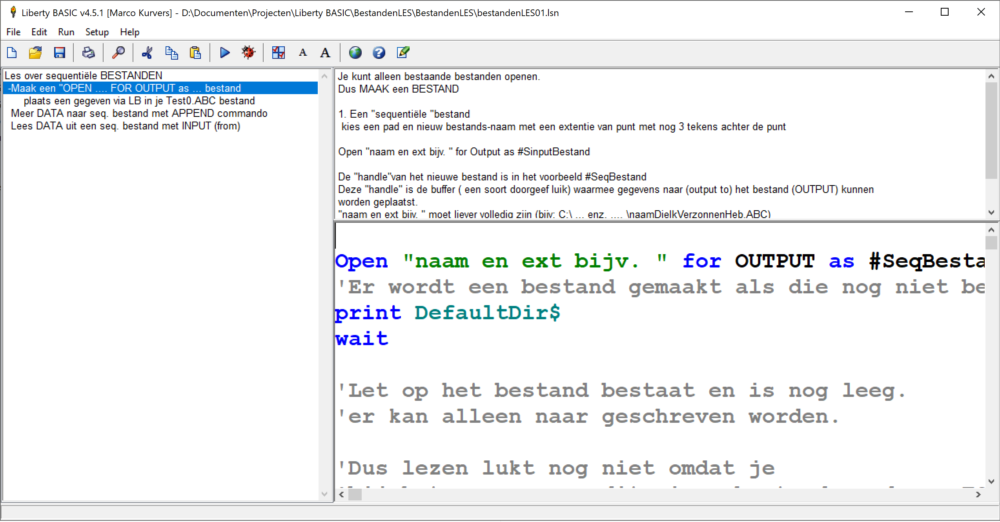 Liberty BASIC v4.5.1 [Marco Kurvers] - D:\Documenten\Projecten\Liberty BASIC\BestandenLES\BestandenLES\bestandenLES01.lsn
File Edit Run Setup Help
Les over sequentiële BESTANDEN
-Maak een "OPEN .... FOR OUTPUT as ... bestand
plaats een gegeven via LB in je Test0.ABC bestand
Meer DATA naar seq. bestand met APPEND commando
Lees DATA uit een seq. bestand met INPUT (from)
Je kunt alleen bestaande bestanden openen.
Dus MAAK een BESTAND
1. Een "sequentiële "bestand
kies een pad en nieuw bestands-naam met een extentie van punt met nog 3 tekens achter de punt
Open "naam en ext bijv. " for Output as #SinputBestand
De "handle"van het nieuwe bestand is in het voorbeeld #SeqBestand
Deze "handle" is de buffer ( een soort doorgeef luik) waarmee gegevens naar (output to) het bestand (OUTPUT) kunnen
worden geplaatst.
"naam en ext bijv. " moet liever volledig zijn (bijv: C:\ ... enz. .... \naamDieIkVerzonnenHeb.ABC)
Open "naam en ext bijv. " for OUTPUT as #SeqBesta
'Er wordt een bestand gemaakt als die nog niet be
print DefaultDir$
wait
'Let op het bestand bestaat en is nog leeg.
'er kan alleen naar geschreven worden.
'Dus lezen lukt nog niet omdat je